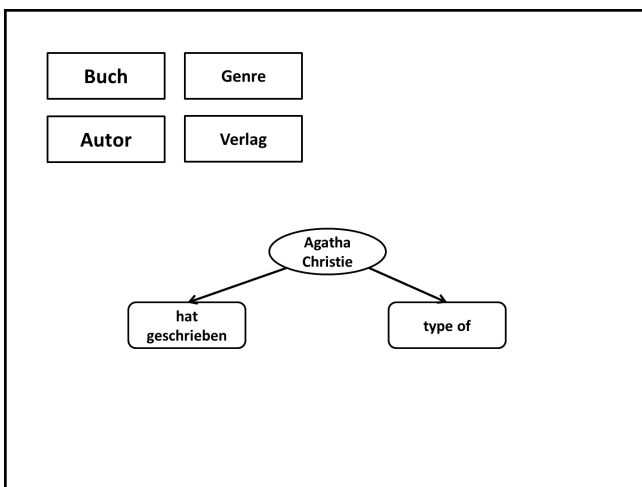 Buch Genre
Autor Verlag
Agatha
Christie
hat
geschrieben
type of